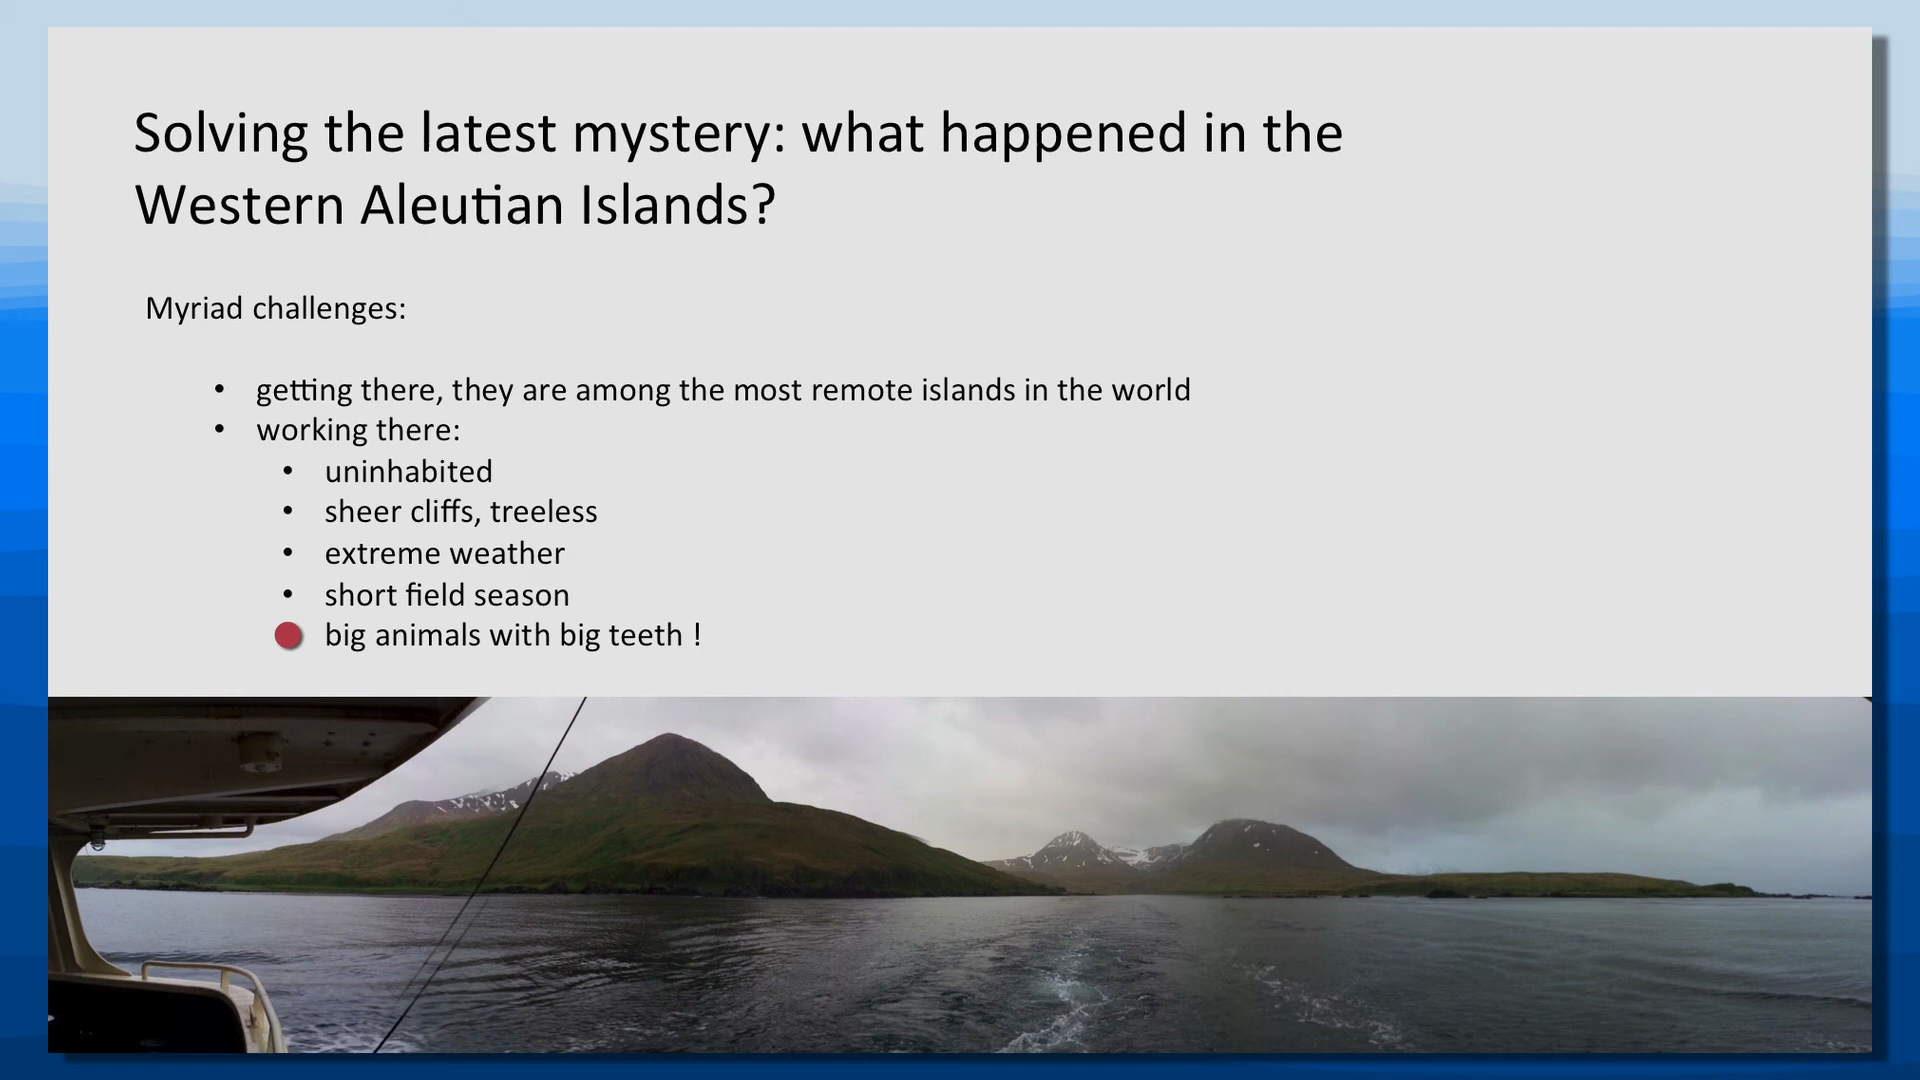 Solving the latest mystery: what happened in the
Western Aleutian Islands?
Myriad challenges:
• getting there, they are among the most remote islands in the world
• working there:
• uninhabited
• sheer cliffs, treeless
• extreme weather
• short field season
big animals with big teeth !